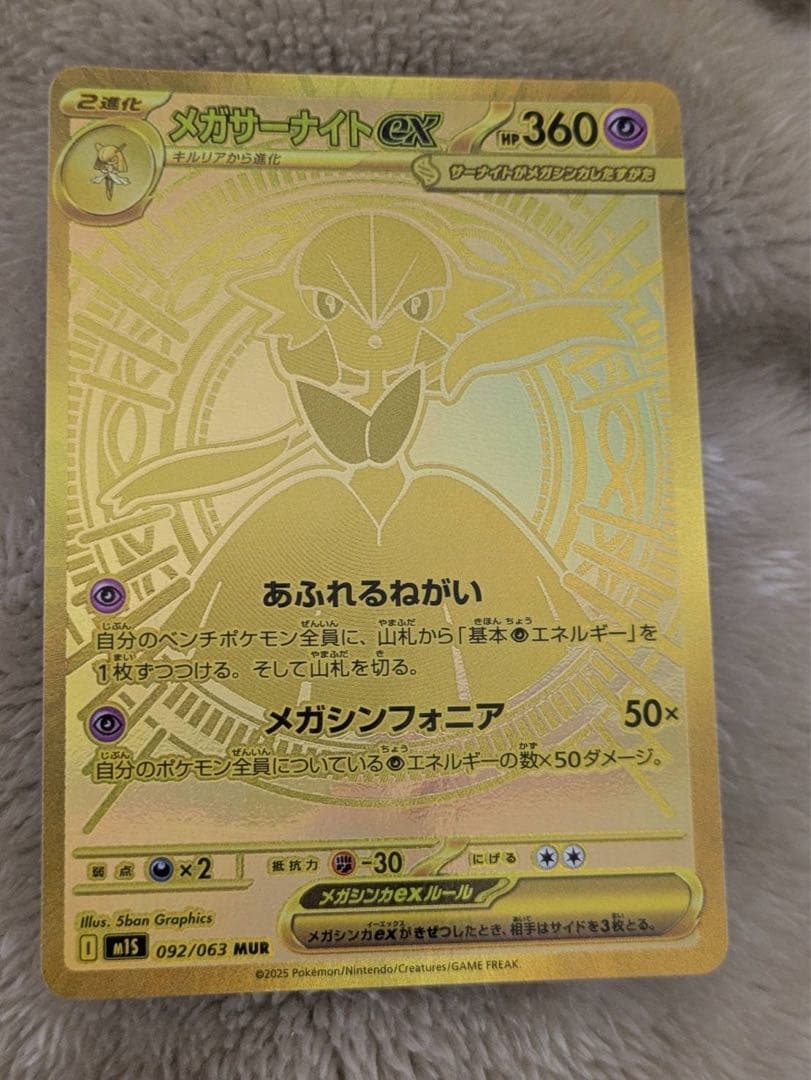 2進化
メガサーナイトex
HP360
キルリアから進化
サーナイトがメガシンカしたすがた
あふれるねがい
自分のベンチポケモン全員に、山札から「基本超エネルギー」を
1枚ずつつける。そして山札を切る。
メガシンフォニア 50×
自分のポケモン全員についている超エネルギーの数×50ダメージ。
弱点 ×2 抵抗力 -30 にげる
メガシンカexルール
メガシンカexがきぜつしたとき、相手はサイドを3枚とる。
Illus. 5ban Graphics
I M1S 092/063 MUR
©2025 Pokémon/Nintendo/Creatures/GAME FREAK.